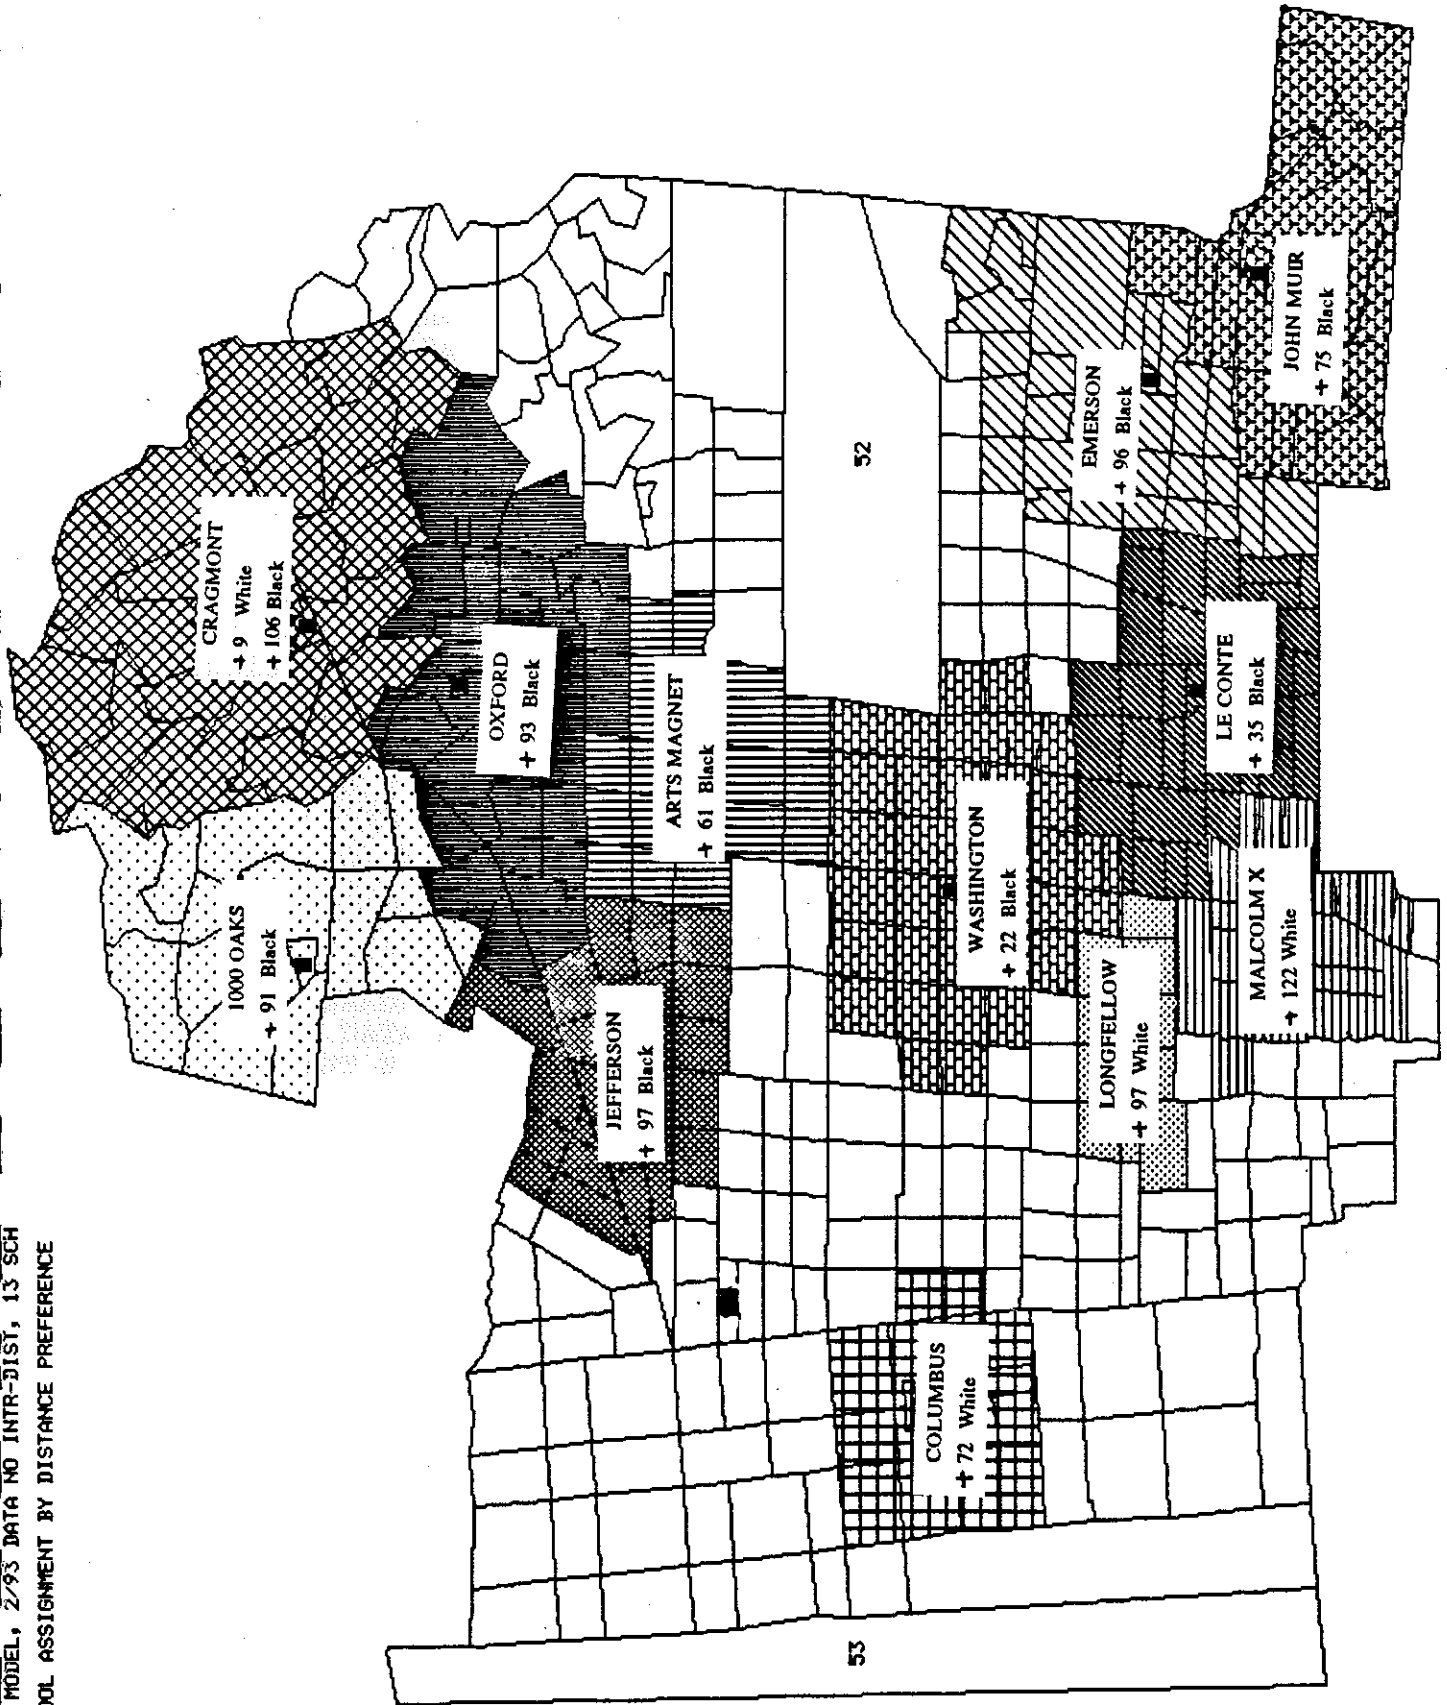 MODEL, 2/93 DATA NO INTR-DIST, 13 SCH
ASSIGNMENT BY DISTANCE PREFERENCE
CRAGMONT
+ 9 White
+ 106 Black
1000 OAKS
+ 91 Black
OXFORD
+ 93 Black
JEFFERSON
+ 97 Black
ARTS MAGNET
+ 61 Black
52
WASHINGTON
+ 22 Black
EMERSON
+ 96 Black
JOHN MUIR
+ 75 Black
LE CONTE
+ 35 Black
LONGFELLOW
+ 97 White
MALCOLM X
+ 122 White
COLUMBUS
+ 72 White
53